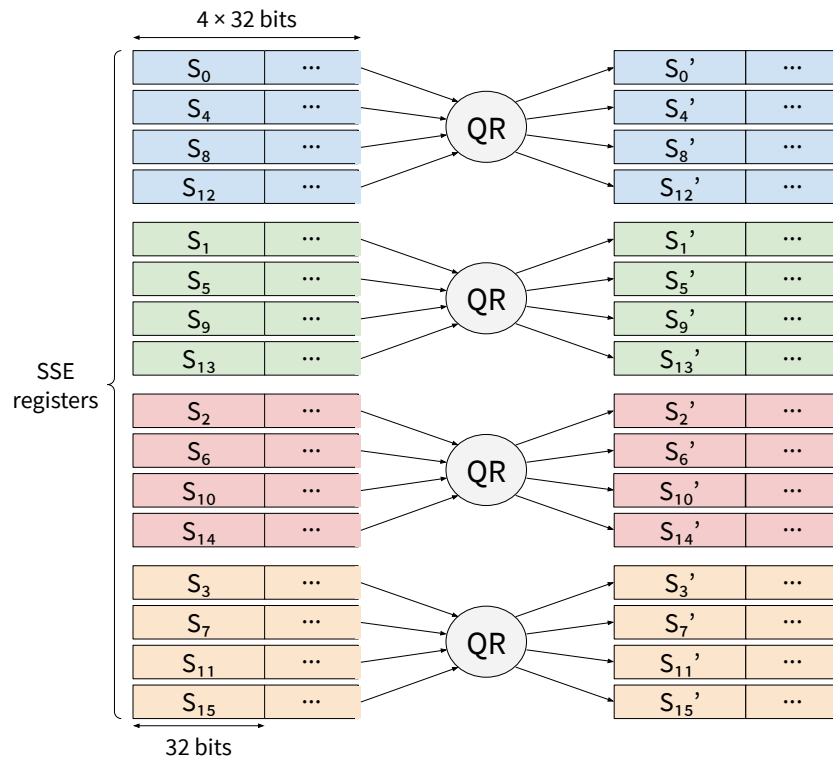 4 × 32 bits
S₀ ··· S₀’ ···
S₄ ··· S₄’ ···
QR
S₈ ··· S₈’ ···
S₁₂ ··· S₁₂’ ···
S₁ ··· S₁’ ···
S₅ ··· S₅’ ···
QR
S₉ ··· S₉’ ···
S₁₃ ··· S₁₃’ ···
SSE
registers
S₂ ··· S₂’ ···
S₆ ··· S₆’ ···
QR
S₁₀ ··· S₁₀’ ···
S₁₄ ··· S₁₄’ ···
S₃ ··· S₃’ ···
S₇ ··· S₇’ ···
QR
S₁₁ ··· S₁₁’ ···
S₁₅ ··· S₁₅’ ···
32 bits